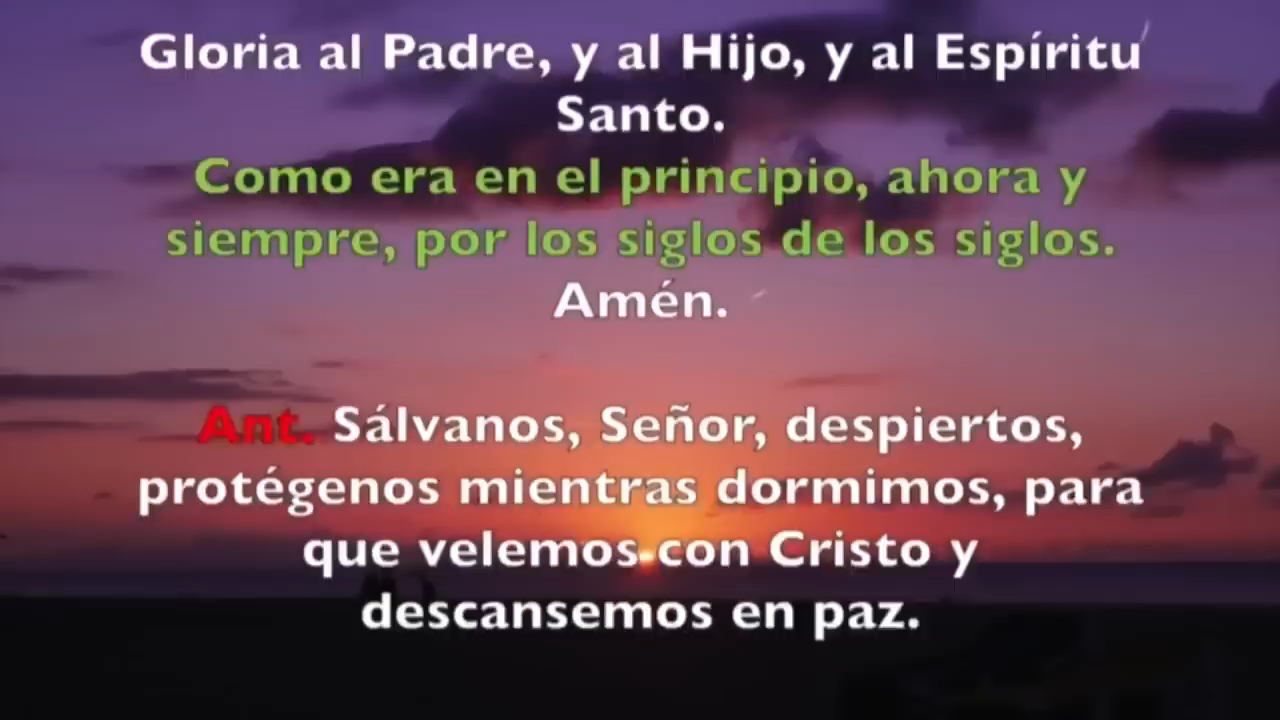 Gloria al Padre, y al Hijo, y al Espíritu
Santo.
Como era en el principio, ahora y
siempre, por los siglos de los siglos.
Amén.
Ant. Sálvanos, Señor, despiertos,
protégenos mientras dormimos, para
que velemos con Cristo y
descansemos en paz.